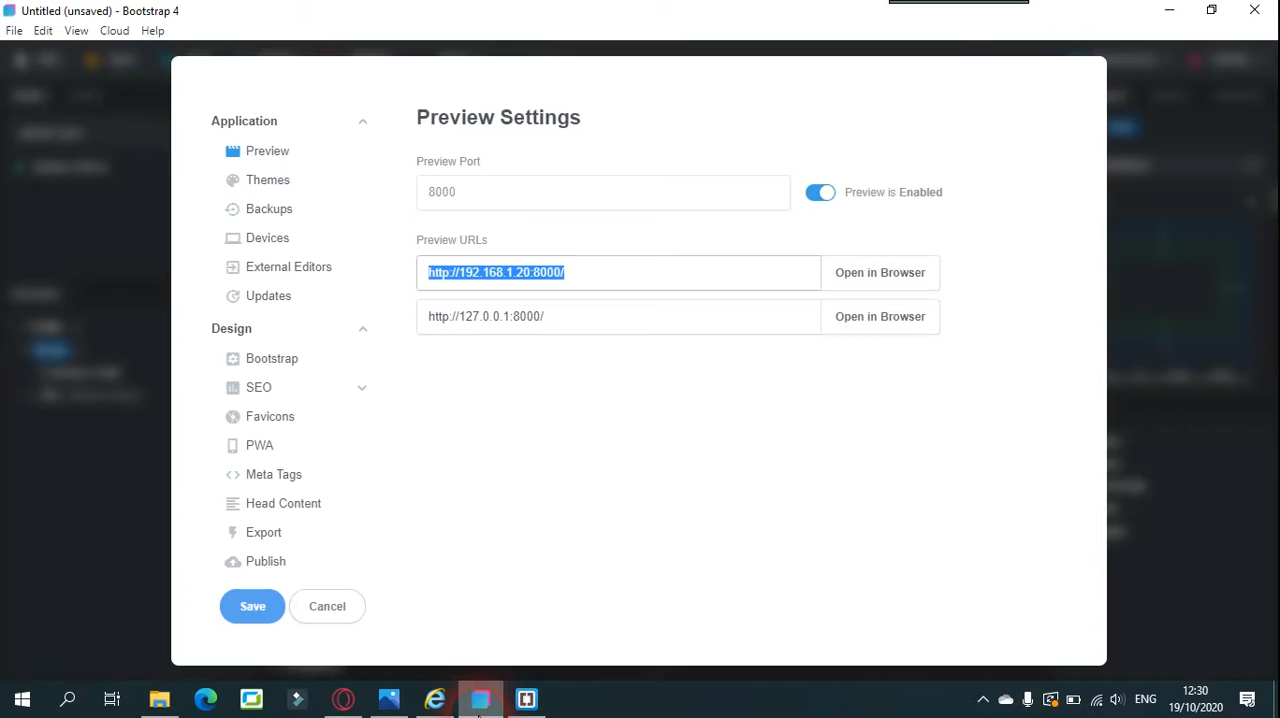 Untitled (unsaved) - Bootstrap 4
File Edit View Cloud Help
Application
Preview
Themes
Backups
Devices
External Editors
Updates
Design
Bootstrap
SEO
Favicons
PWA
Meta Tags
Head Content
Export
Publish
Save Cancel
Preview Settings
Preview Port
8000 Preview is Enabled
Preview URLs
http://192.168.1.20:8000/ Open in Browser
http://127.0.0.1:8000/ Open in Browser
ENG
12:30
19/10/2020